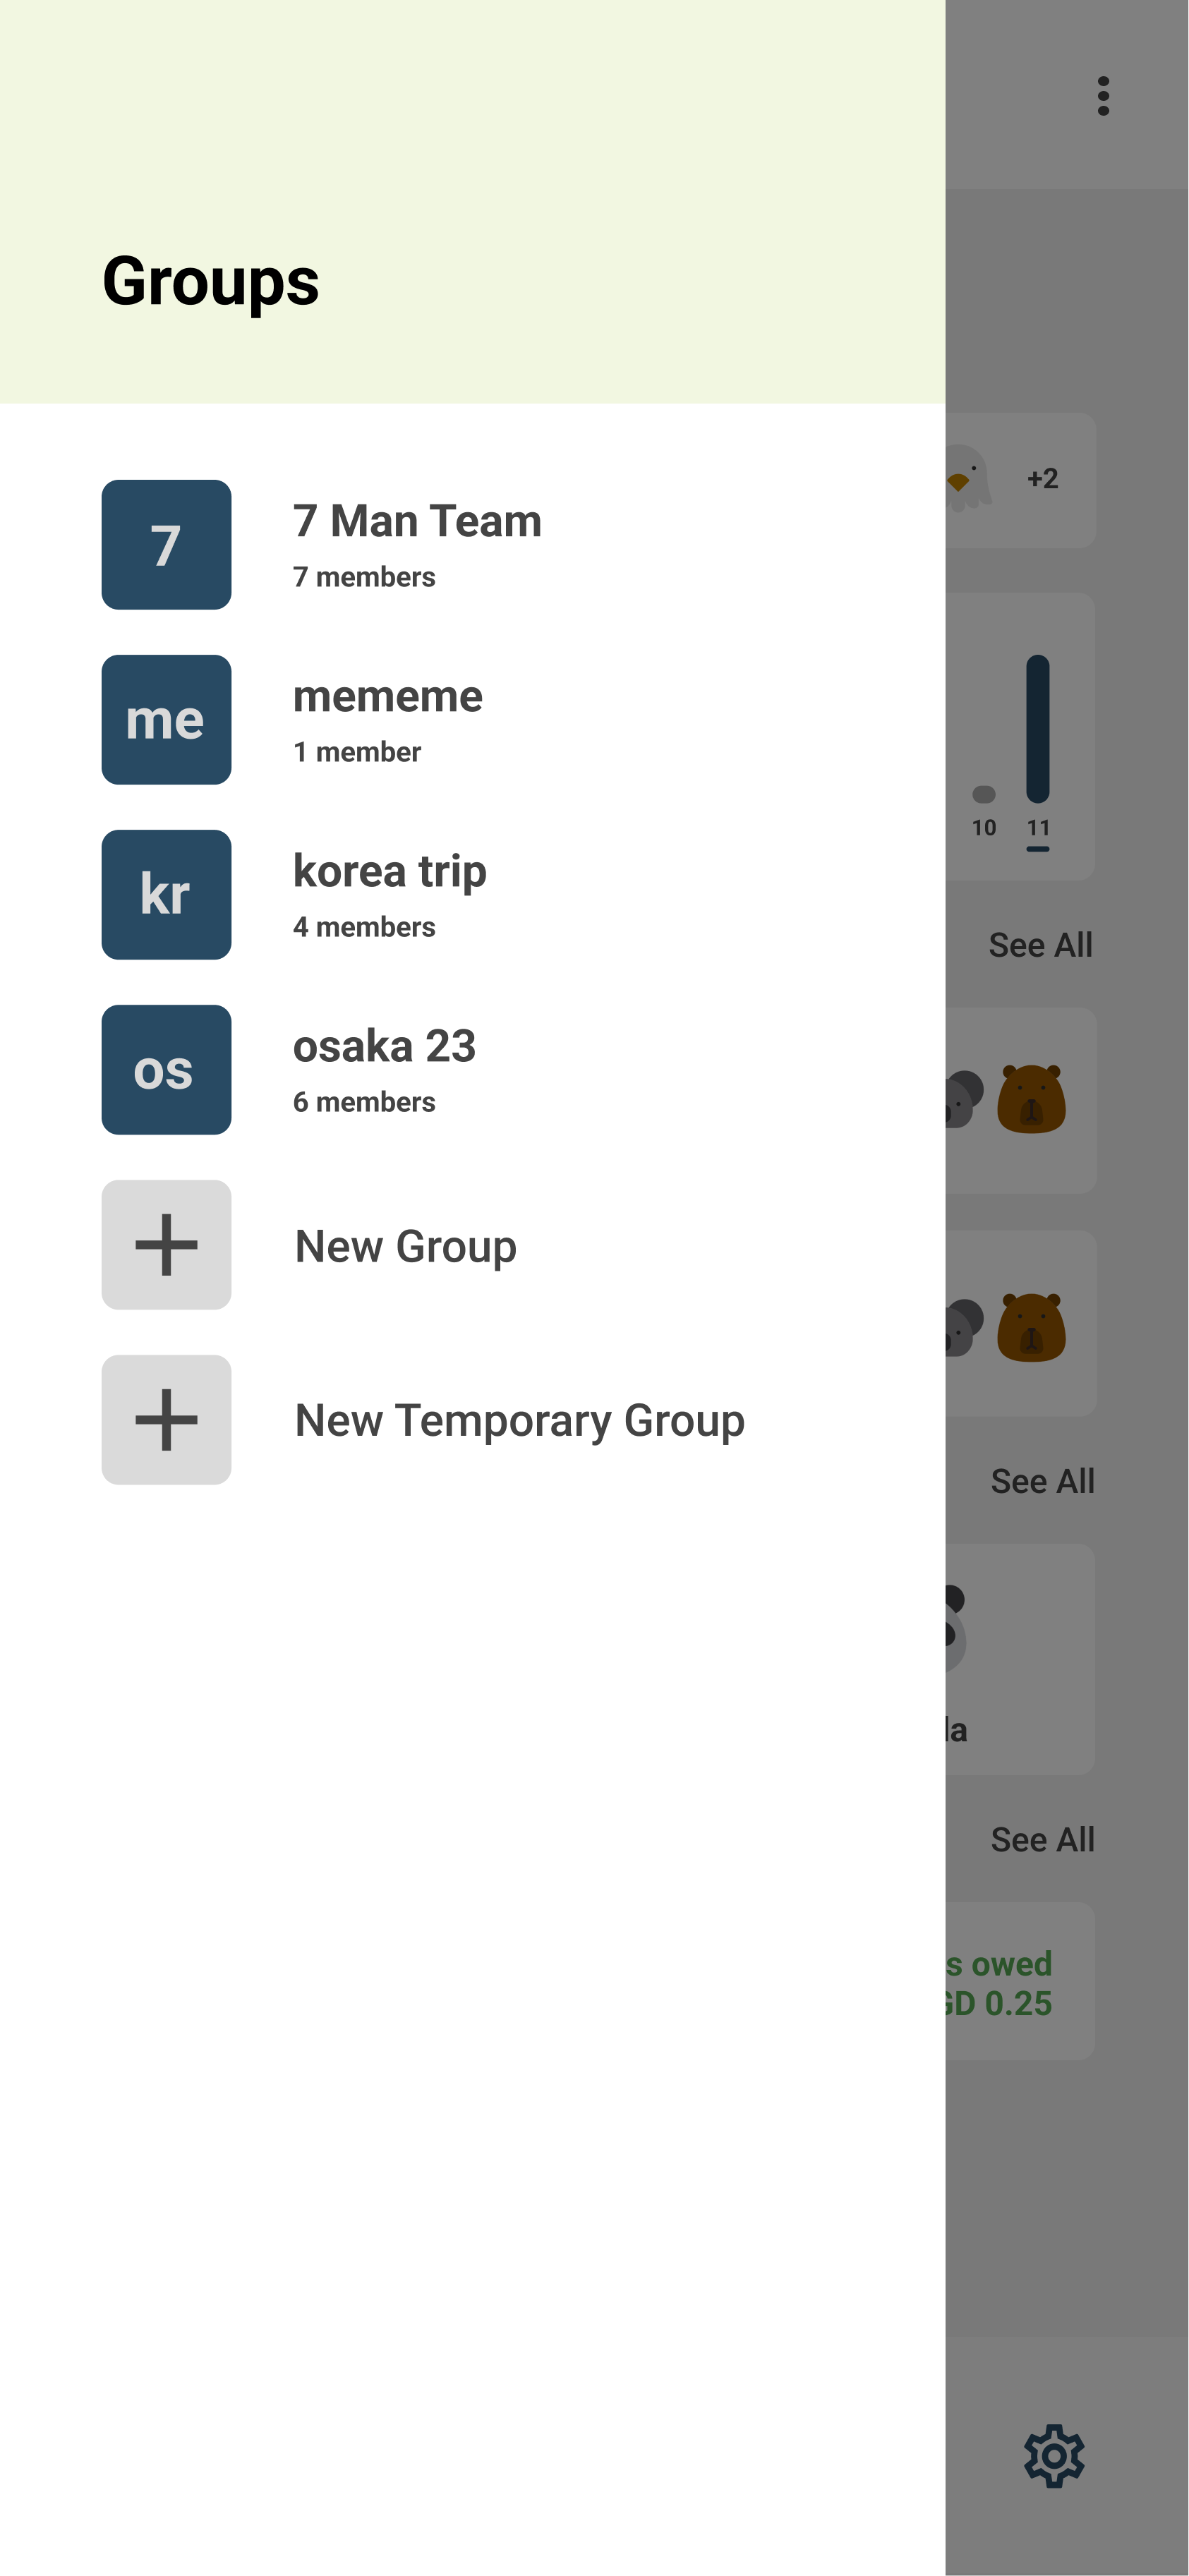 Groups
7
7 Man Team
7 members
me
mememe
1 member
kr
korea trip
4 members
os
osaka 23
6 members
New Group
New Temporary Group
+2
10
11
See All
See All
la
See All
s owed
GD 0.25